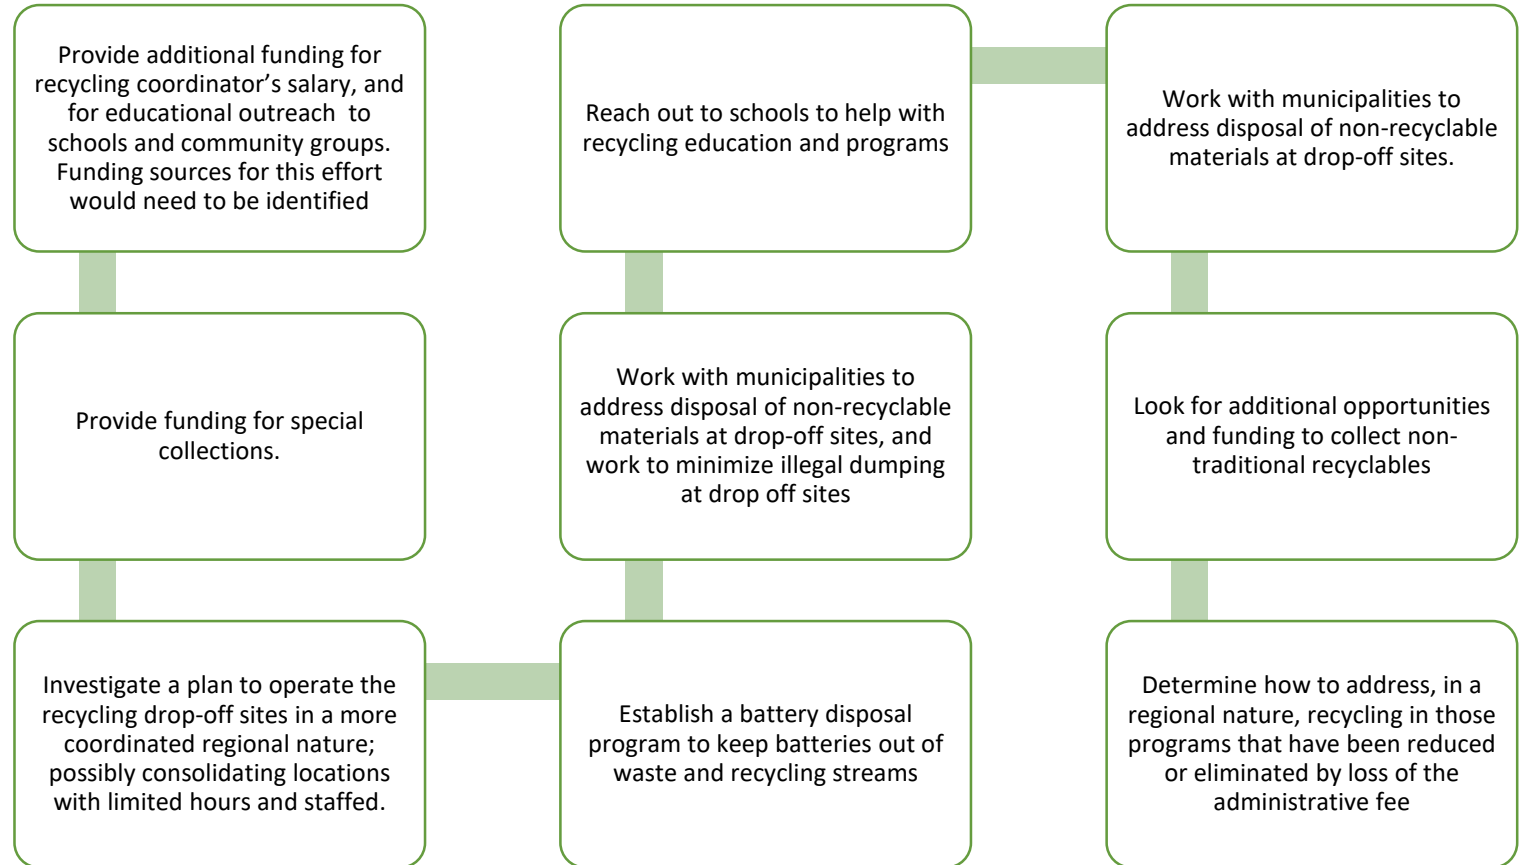 Provide additional funding for
recycling coordinator’s salary, and
for educational outreach  to
schools and community groups.
Funding sources for this effort
would need to be identified
Provide funding for special
collections.
Investigate a plan to operate the
recycling drop-off sites in a more
coordinated regional nature;
possibly consolidating locations
with limited hours and staffed.
Establish a battery disposal
program to keep batteries out of
waste and recycling streams
Work with municipalities to
address disposal of non-recyclable
materials at drop-off sites, and
work to minimize illegal dumping
at drop off sites
Reach out to schools to help with
recycling education and programs
Work with municipalities to
address disposal of non-recyclable
materials at drop-off sites.
Look for additional opportunities
and funding to collect non-
traditional recyclables
Determine how to address, in a
regional nature, recycling in those
programs that have been reduced
or eliminated by loss of the
administrative fee